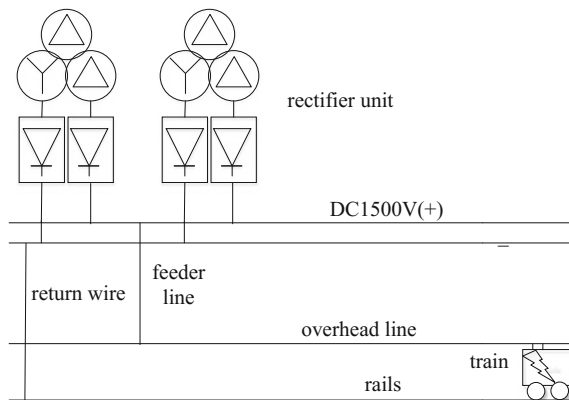 rectifier unit
DC1500V(+)
−
return wire
feeder
line
overhead line
train
rails